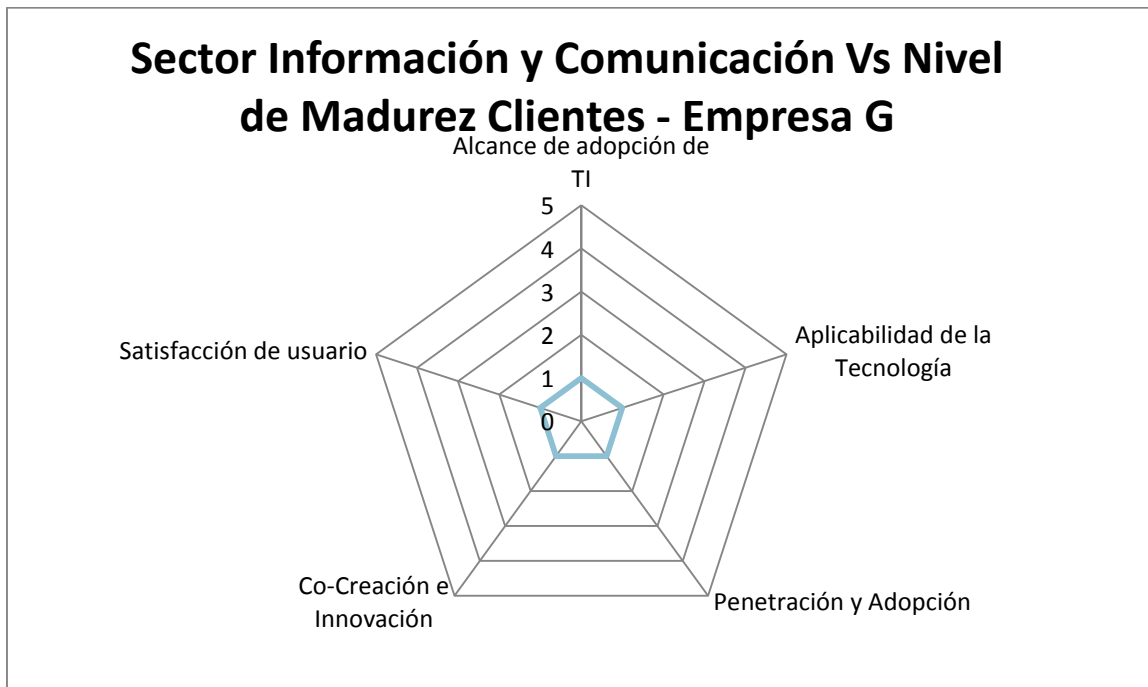 Sector Información y Comunicación Vs Nivel
de Madurez Clientes - Empresa G
Alcance de adopción de
TI
5
4
3
2
1
0
Aplicabilidad de la
Tecnología
Satisfacción de usuario
Co-Creación e
Innovación
Penetración y Adopción